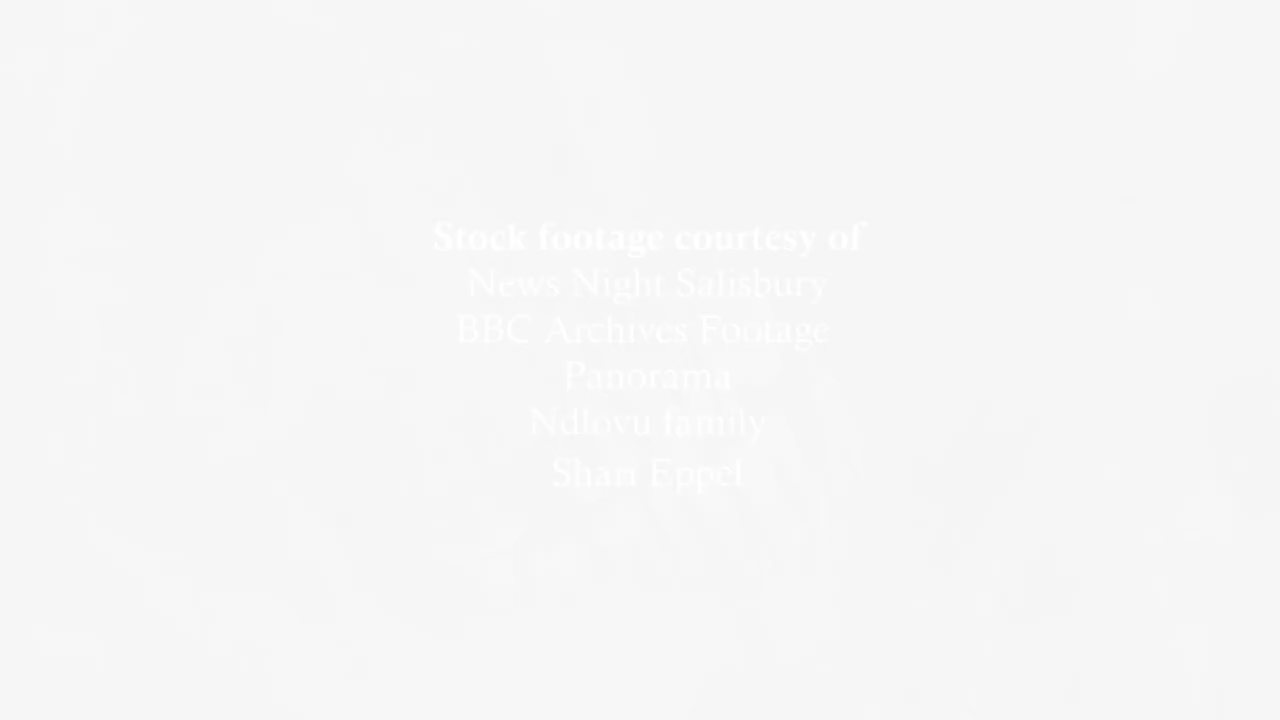 Stock footage courtesy of
News Night Salisbury
BBC Archives Footage
Panorama
Ndlovu family
Shari Eppel